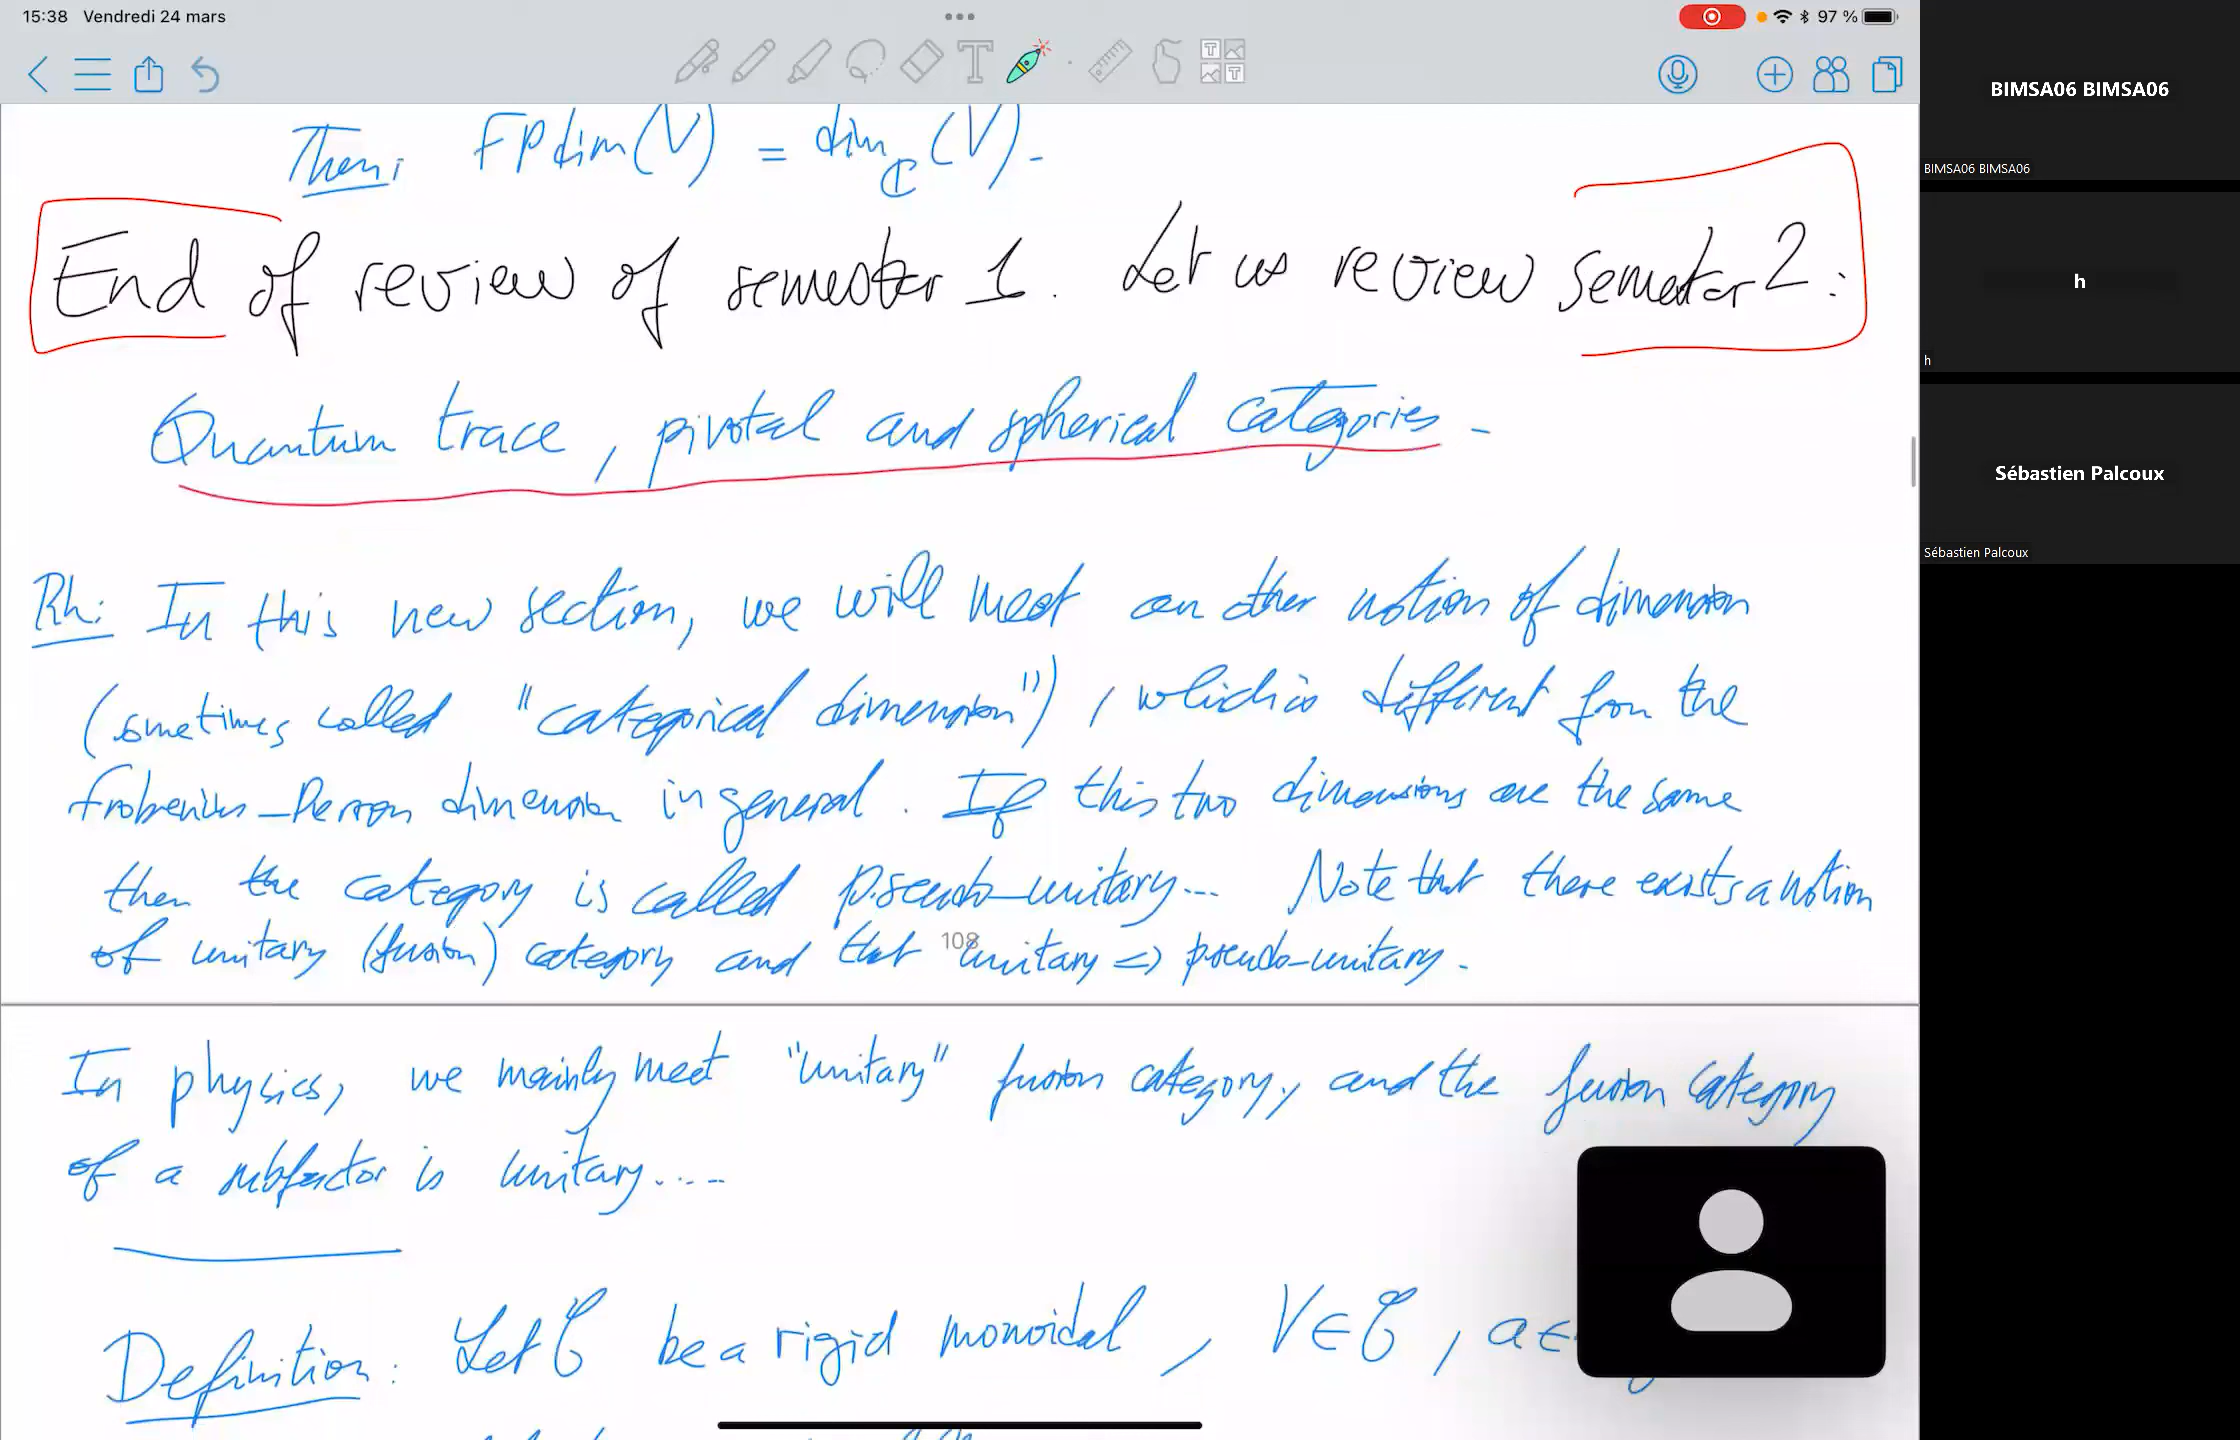 15:38 Vendredi 24 mars
97 %
Then: FPdim(V) = dim_ℂ(V).
End of review of semester 1. Let us review semester 2:
Quantum trace, pivotal and spherical categories.
Rk: In this new section, we will meet an other notion of dimension
(sometimes called "categorical dimension"), which is different from the
Frobenius-Perron dimension in general. If this two dimensions are the same
then the category is called pseudo-unitary... Note that there exists a notion
of unitary (fusion) category and that unitary => pseudo-unitary.
108
In physics, we mainly meet "unitary" fusion category, and the fusion category
of a subfactor is unitary....
Definition: Let 𝒞 be a rigid monoidal, V ∈ 𝒞, a ∈
BIMSA06 BIMSA06
BIMSA06 BIMSA06
h
h
Sébastien Palcoux
Sébastien Palcoux